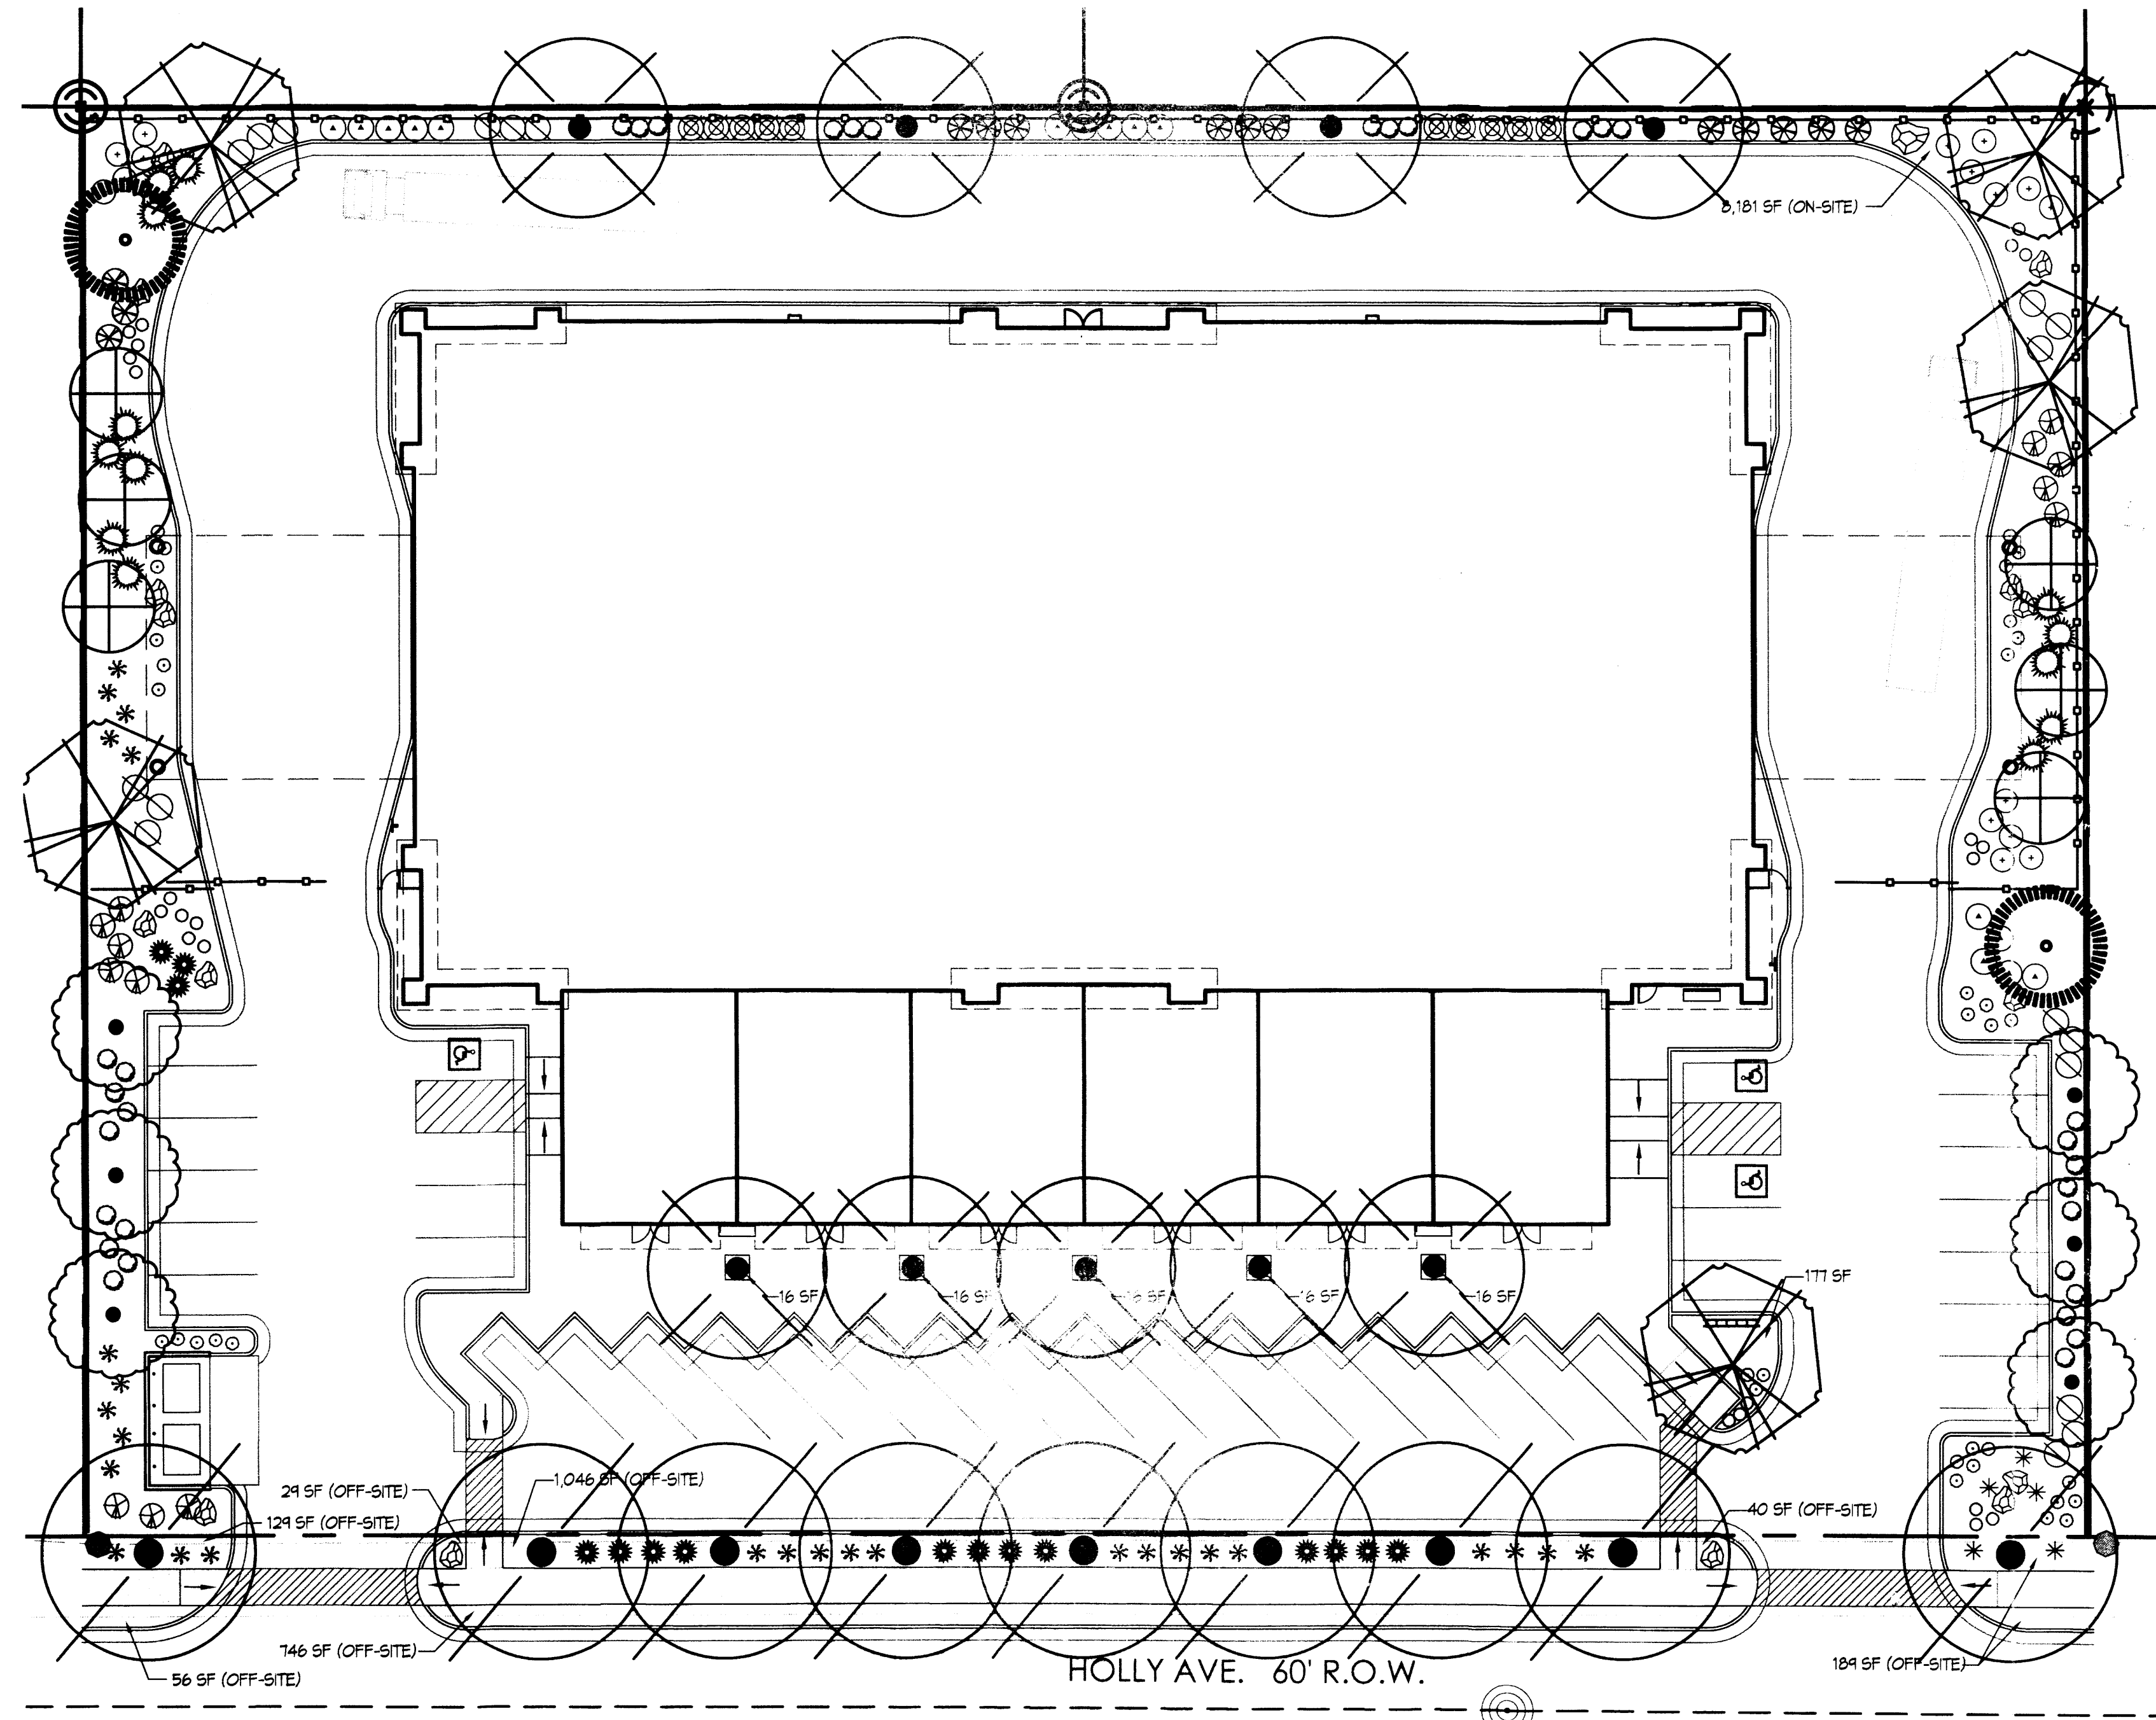 8,181 SF (ON-SITE)
177 SF
16 SF
16 SF
16 SF
16 SF
16 SF
1,046 SF (OFF-SITE)
29 SF (OFF-SITE)
129 SF (OFF-SITE)
40 SF (OFF-SITE)
746 SF (OFF-SITE)
56 SF (OFF-SITE)
189 SF (OFF-SITE)
HOLLY AVE. 60' R.O.W.